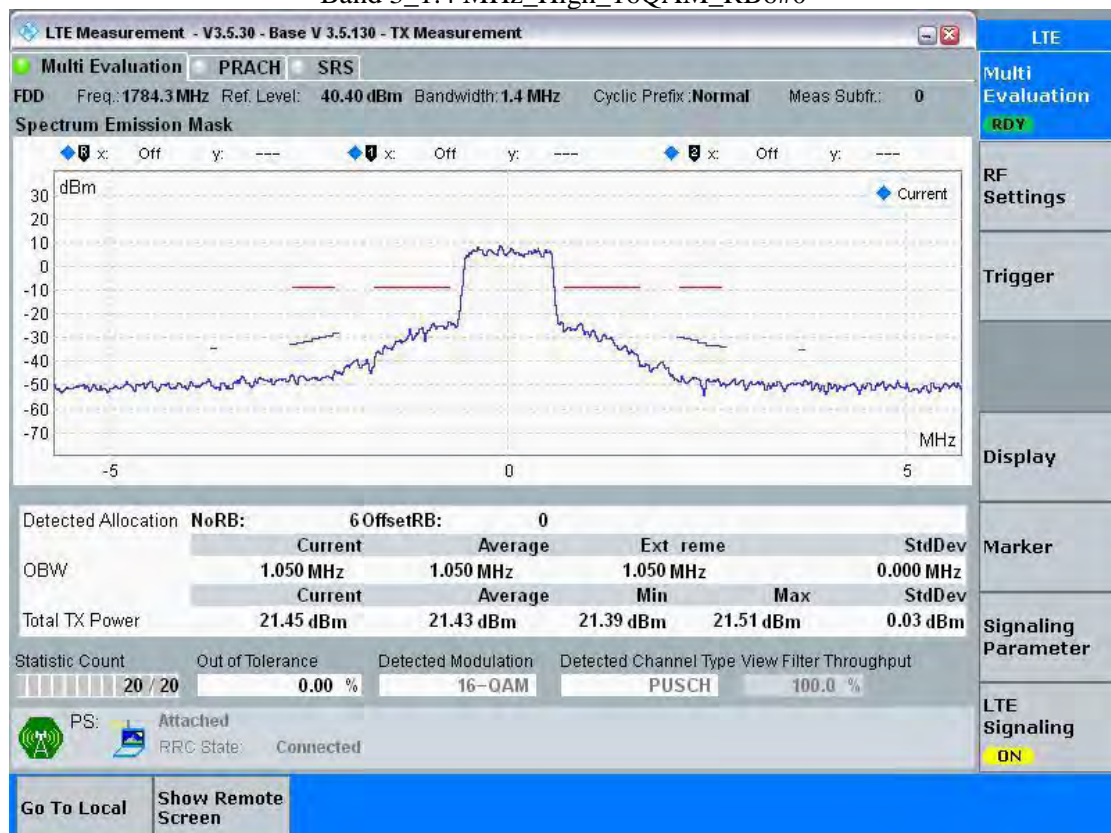 Band 3_1.4 MHz_High_16QAM_RB6#0
LTE Measurement - V3.5.30 - Base V 3.5.130 - TX Measurement
LTE
Multi Evaluation PRACH SRS
Multi Evaluation
RDY
FDD Freq.: 1784.3 MHz Ref. Level: 40.40 dBm Bandwidth: 1.4 MHz Cyclic Prefix : Normal Meas Subfr.: 0
Spectrum Emission Mask
R x: Off y: --- 1 x: Off y: --- 2 x: Off y: ---
dBm
Current
30
20
10
0
-10
-20
-30
-40
-50
-60
-70
MHz
-5 0 5
RF Settings
Trigger
Display
Marker
Signaling Parameter
LTE Signaling
ON
Detected Allocation NoRB: 6 OffsetRB: 0
Current Average Ext reme StdDev
OBW 1.050 MHz 1.050 MHz 1.050 MHz 0.000 MHz
Current Average Min Max StdDev
Total TX Power 21.45 dBm 21.43 dBm 21.39 dBm 21.51 dBm 0.03 dBm
Statistic Count Out of Tolerance Detected Modulation Detected Channel Type View Filter Throughput
20 / 20 0.00 % 16-QAM PUSCH 100.0 %
PS: Attached
RRC State: Connected
Go To Local Show Remote Screen